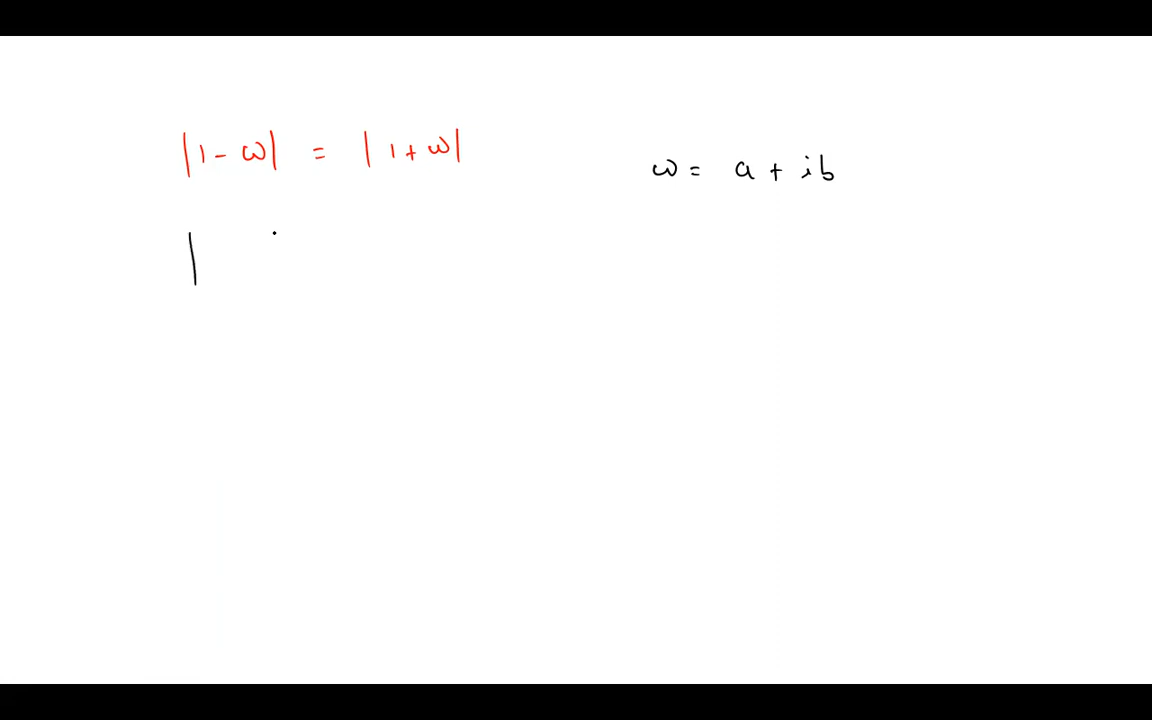 |1 - ω| = |1 + ω|
ω = a + ib
|